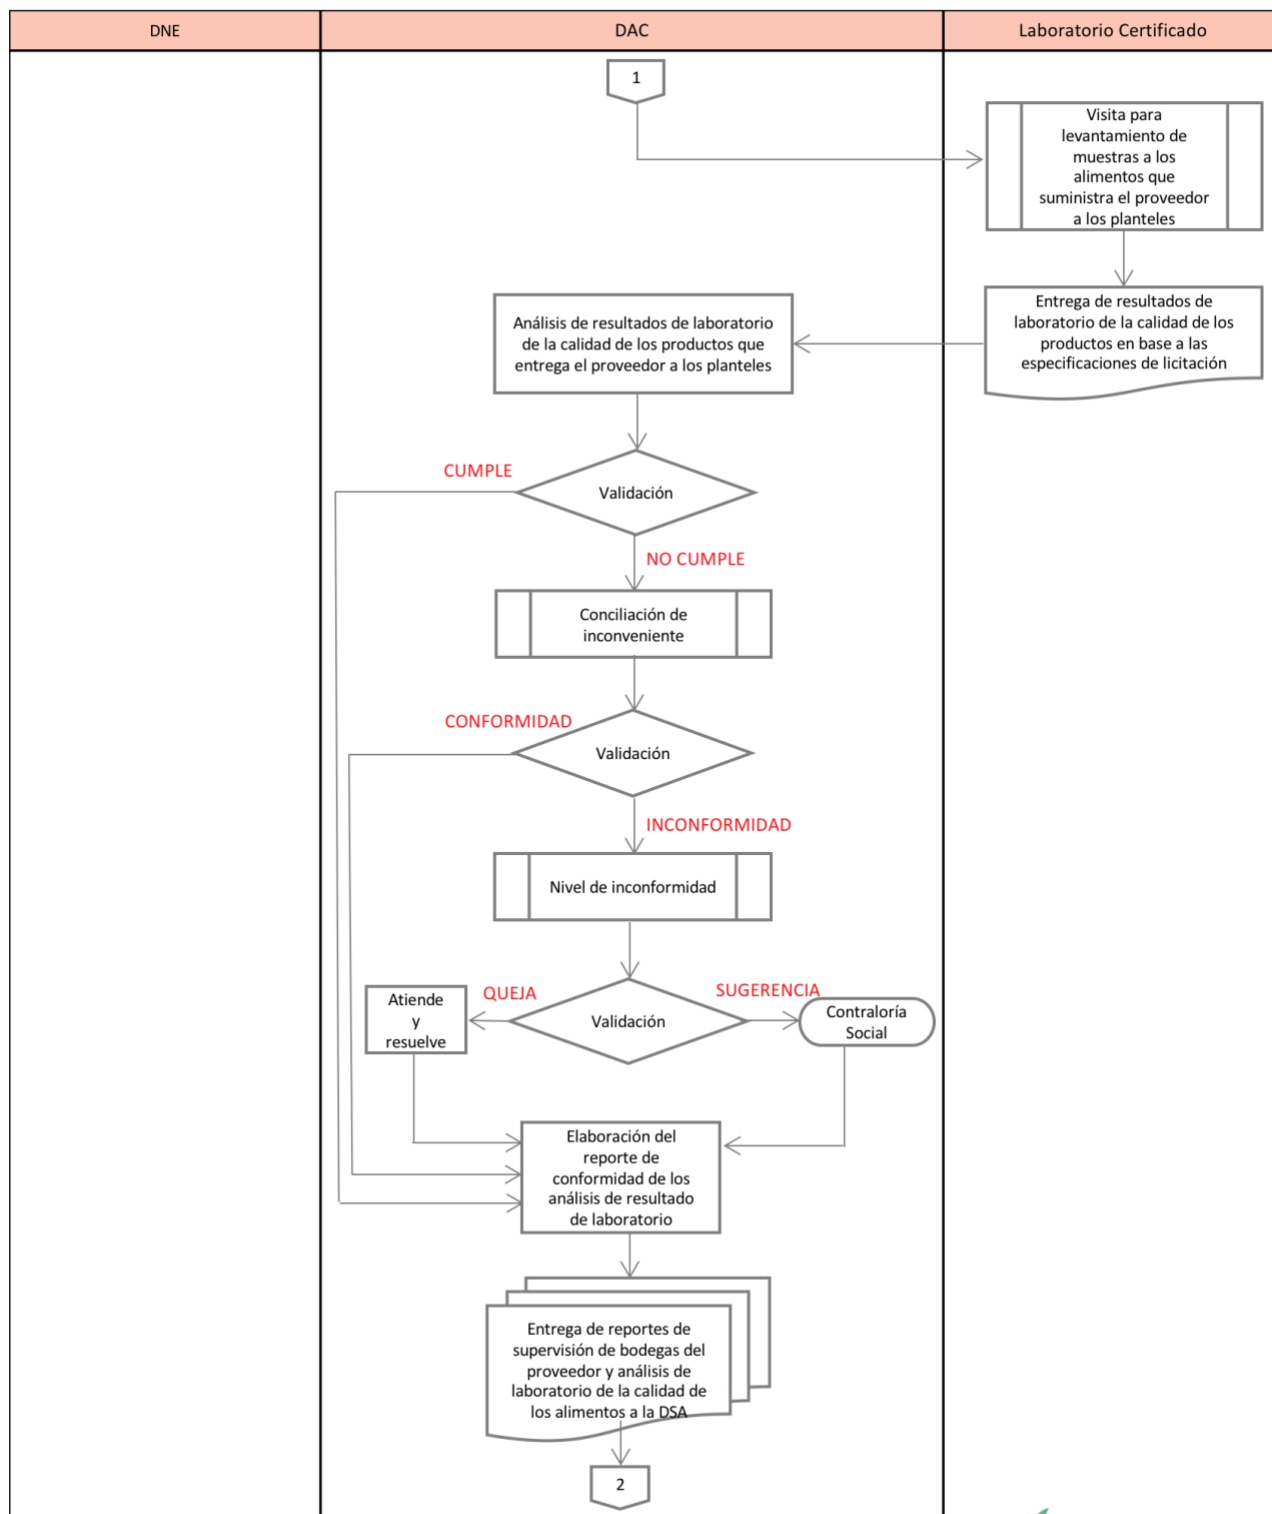 DNE
DAC
Laboratorio Certificado
1
Visita para
levantamiento de
muestras a los
alimentos que
suministra el proveedor
a los planteles
Entrega de resultados de
laboratorio de la calidad de los
productos en base a las
especificaciones de licitación
Análisis de resultados de laboratorio
de la calidad de los productos que
entrega el proveedor a los planteles
CUMPLE
Validación
NO CUMPLE
Conciliación de
inconveniente
CONFORMIDAD
Validación
INCONFORMIDAD
Nivel de inconformidad
Atiende
y
resuelve
QUEJA
Validación
SUGERENCIA
Contraloría
Social
Elaboración del
reporte de
conformidad de los
análisis de resultado
de laboratorio
Entrega de reportes de
supervisión de bodegas del
proveedor y análisis de
laboratorio de la calidad de
los alimentos a la DSA
2